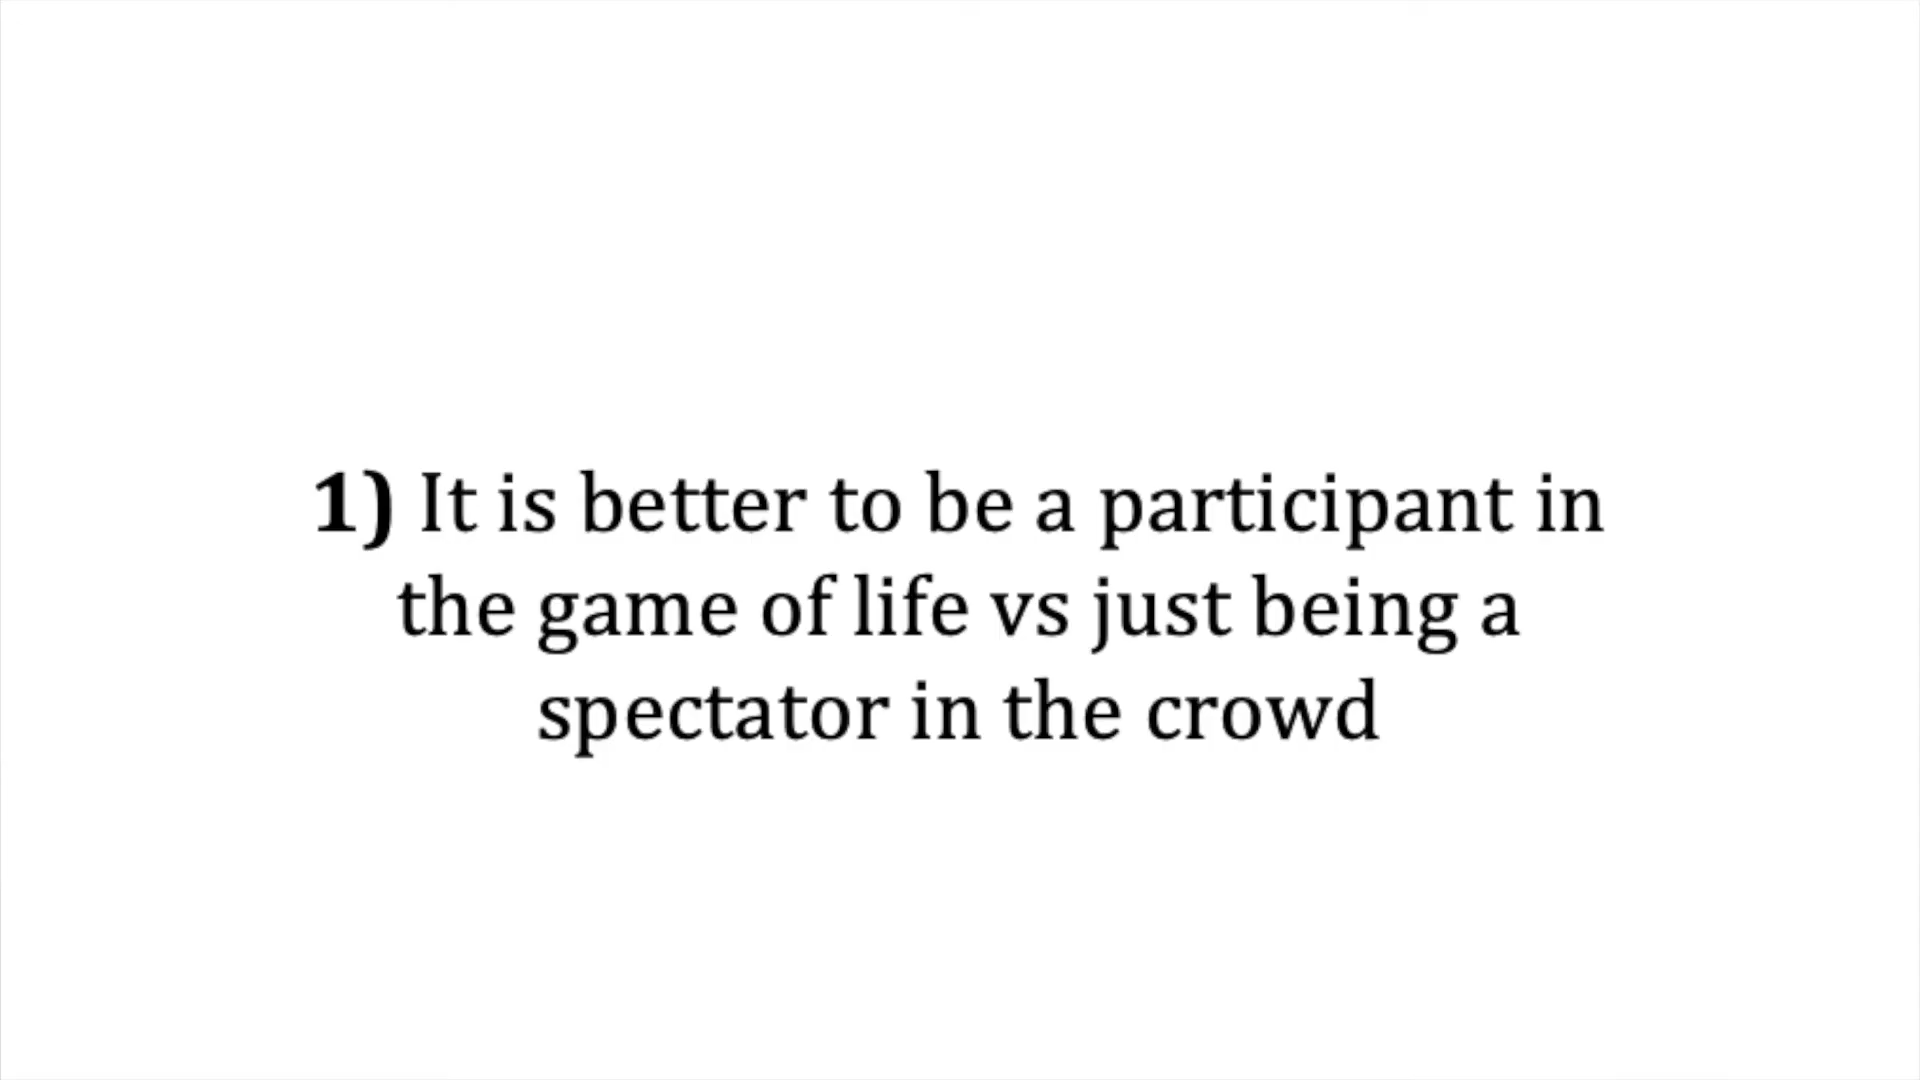 1) It is better to be a participant in
the game of life vs just being a
spectator in the crowd